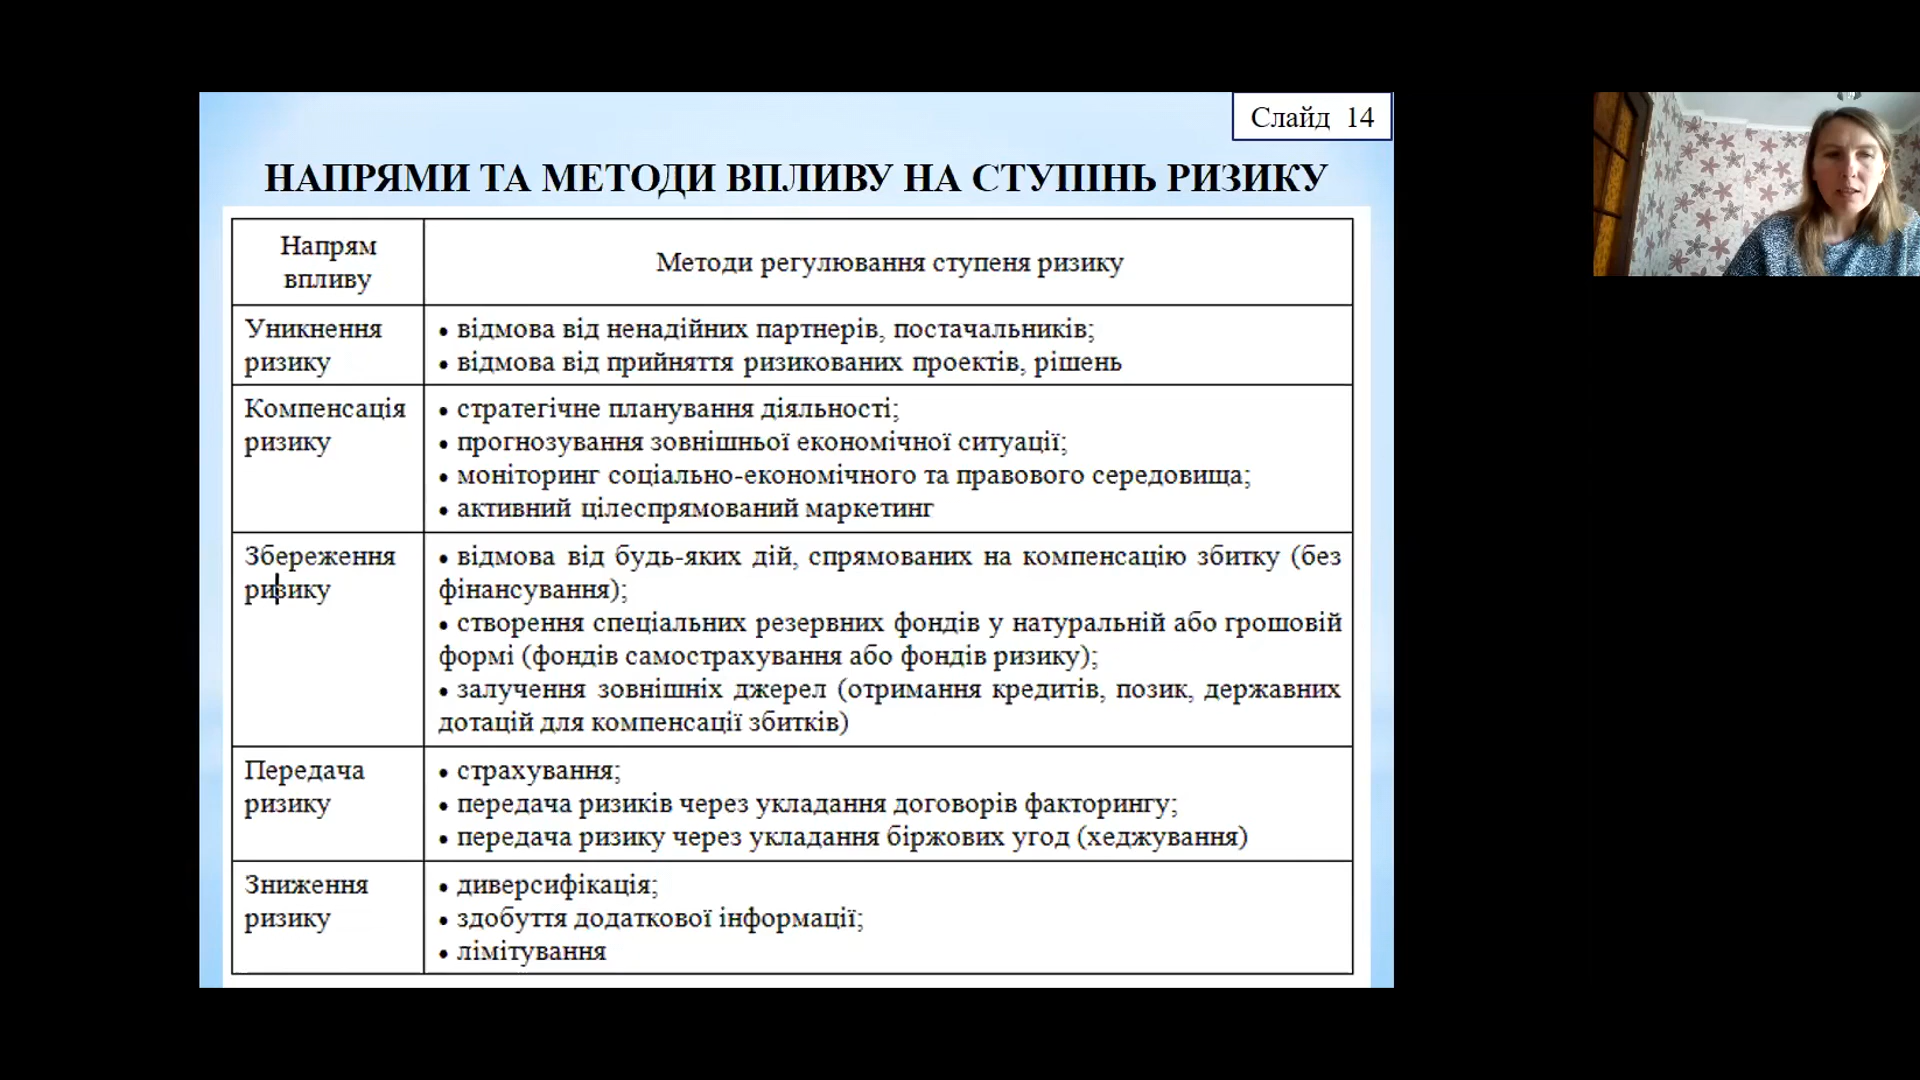 Слайд 14
НАПРЯМИ ТА МЕТОДИ ВПЛИВУ НА СТУПІНЬ РИЗИКУ
Напрям
впливу
Методи регулювання ступеня ризику
Уникнення
ризику
• відмова від ненадійних партнерів, постачальників;
• відмова від прийняття ризикованих проектів, рішень
Компенсація
ризику
• стратегічне планування діяльності;
• прогнозування зовнішньої економічної ситуації;
• моніторинг соціально-економічного та правового середовища;
• активний цілеспрямований маркетинг
Збереження
ризику
• відмова від будь-яких дій, спрямованих на компенсацію збитку (без
фінансування);
• створення спеціальних резервних фондів у натуральній або грошовій
формі (фондів самострахування або фондів ризику);
• залучення зовнішніх джерел (отримання кредитів, позик, державних
дотацій для компенсації збитків)
Передача
ризику
• страхування;
• передача ризиків через укладання договорів факторингу;
• передача ризику через укладання біржових угод (хеджування)
Зниження
ризику
• диверсифікація;
• здобуття додаткової інформації;
• лімітування